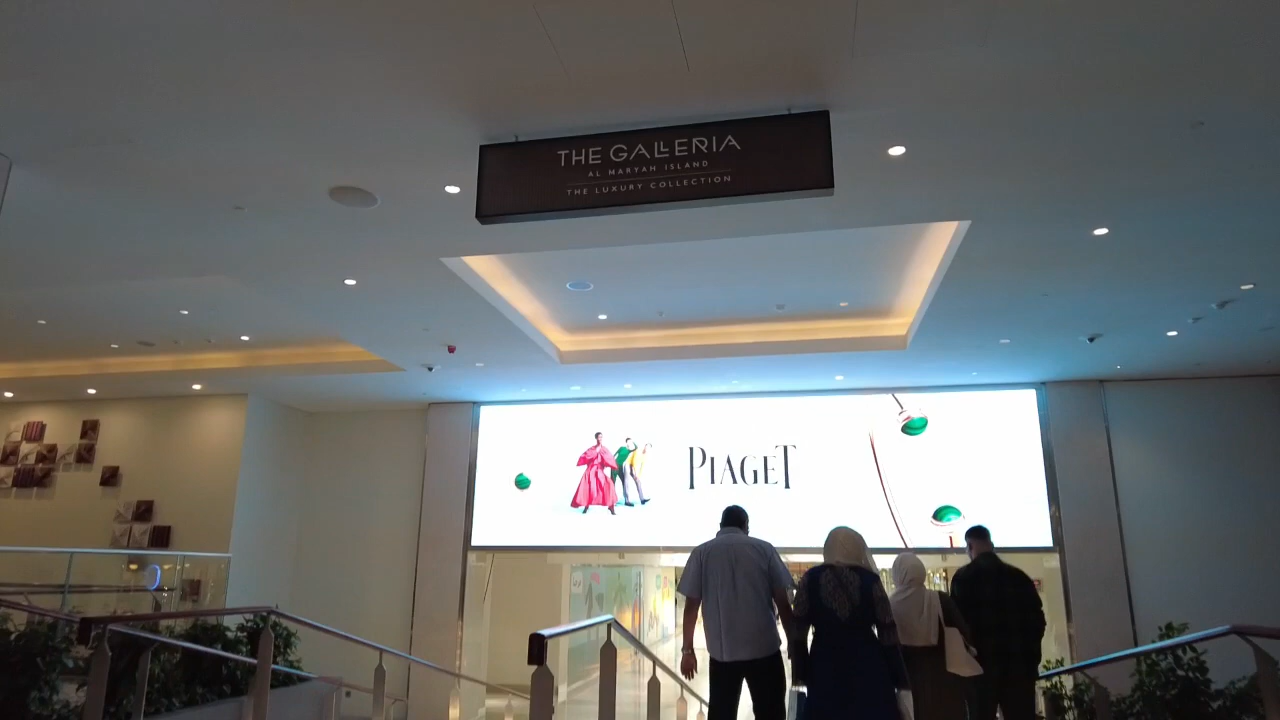 THE GALLERIA
AL MARYAH ISLAND
THE LUXURY COLLECTION
PIAGET